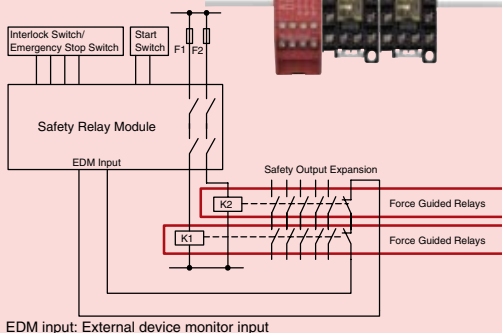 Interlock Switch/
Emergency Stop Switch
Start
Switch
F1 F2
Safety Relay Module
EDM Input
Safety Output Expansion
K2
Force Guided Relays
K1
Force Guided Relays
EDM input: External device monitor input